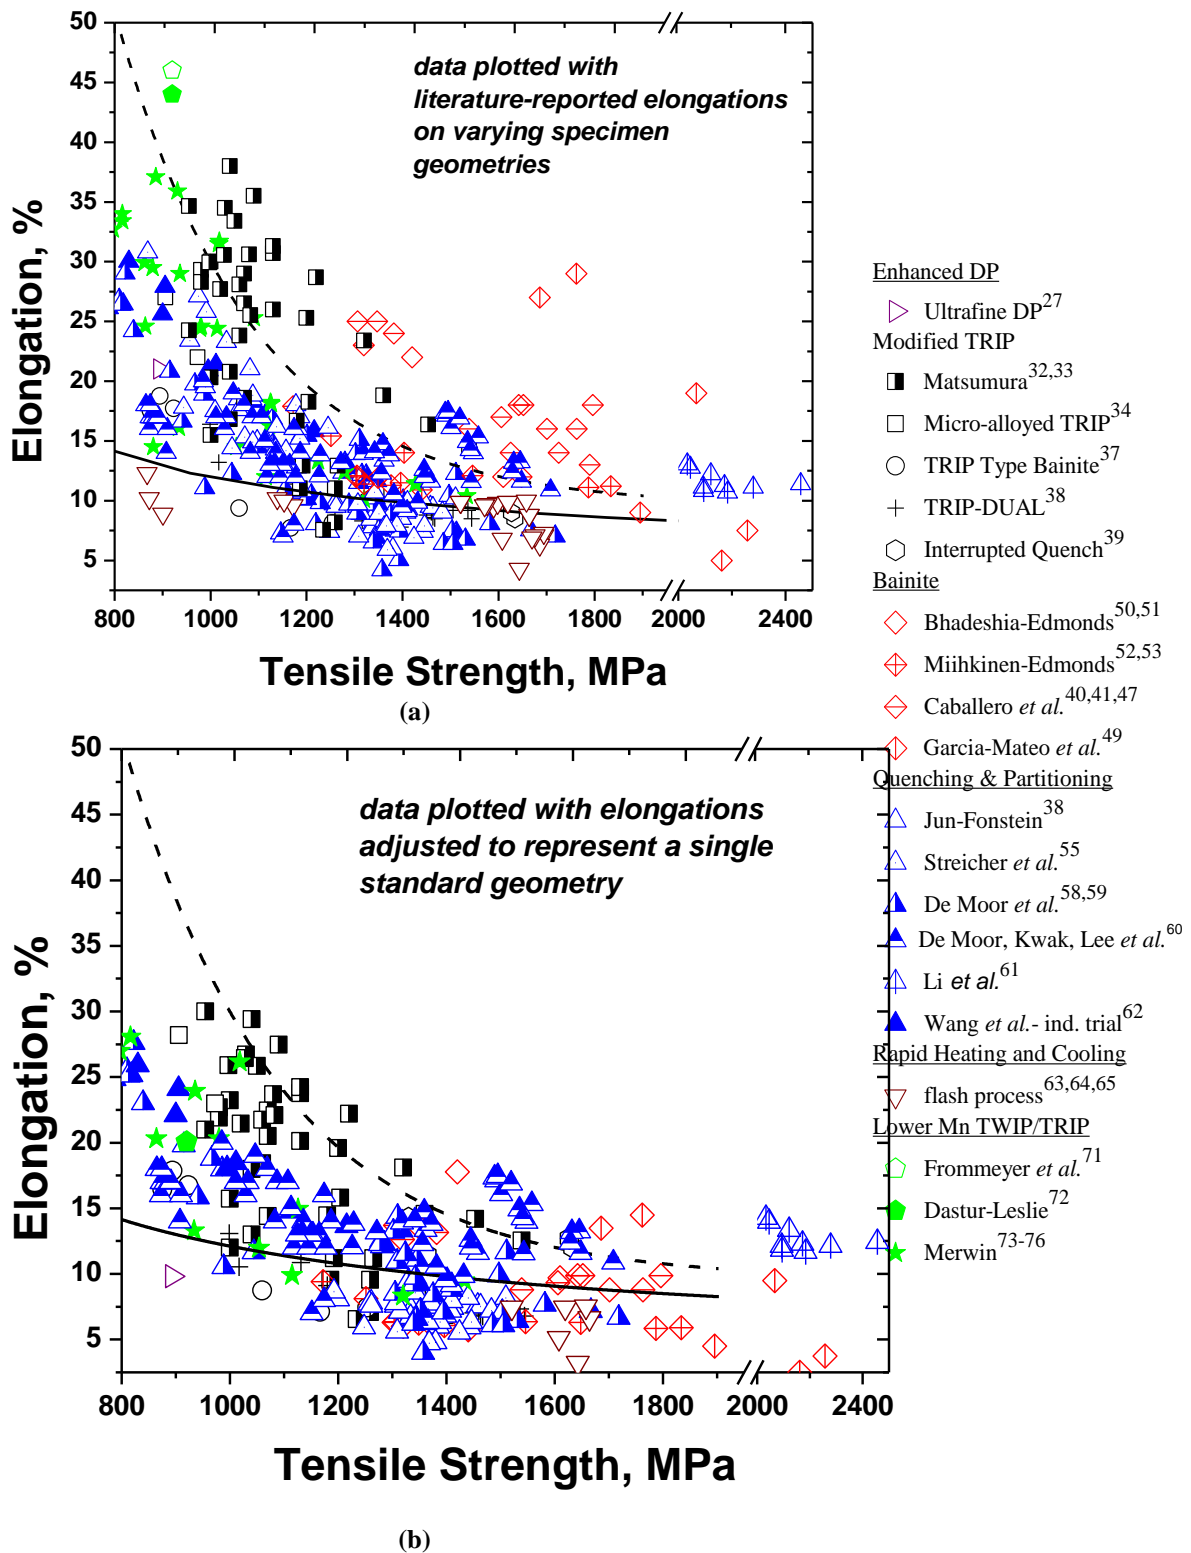 50
45
40
35
30
25
20
15
10
5
Elongation, %
data plotted with
literature-reported elongations
on varying specimen
geometries
800 1000 1200 1400 1600 1800 2000 2400
Tensile Strength, MPa
(a)
50
45
40
35
30
25
20
15
10
5
Elongation, %
data plotted with elongations
adjusted to represent a single
standard geometry
800 1000 1200 1400 1600 1800 2000 2400
Tensile Strength, MPa
(b)
Enhanced DP
Ultrafine DP27
Modified TRIP
Matsumura32,33
Micro-alloyed TRIP34
TRIP Type Bainite37
TRIP-DUAL38
Interrupted Quench39
Bainite
Bhadeshia-Edmonds50,51
Miihkinen-Edmonds52,53
Caballero et al.40,41,47
Garcia-Mateo et al.49
Quenching & Partitioning
Jun-Fonstein38
Streicher et al.55
De Moor et al.58,59
De Moor, Kwak, Lee et al.60
Li et al.61
Wang et al.- ind. trial62
Rapid Heating and Cooling
flash process63,64,65
Lower Mn TWIP/TRIP
Frommeyer et al.71
Dastur-Leslie72
Merwin73-76